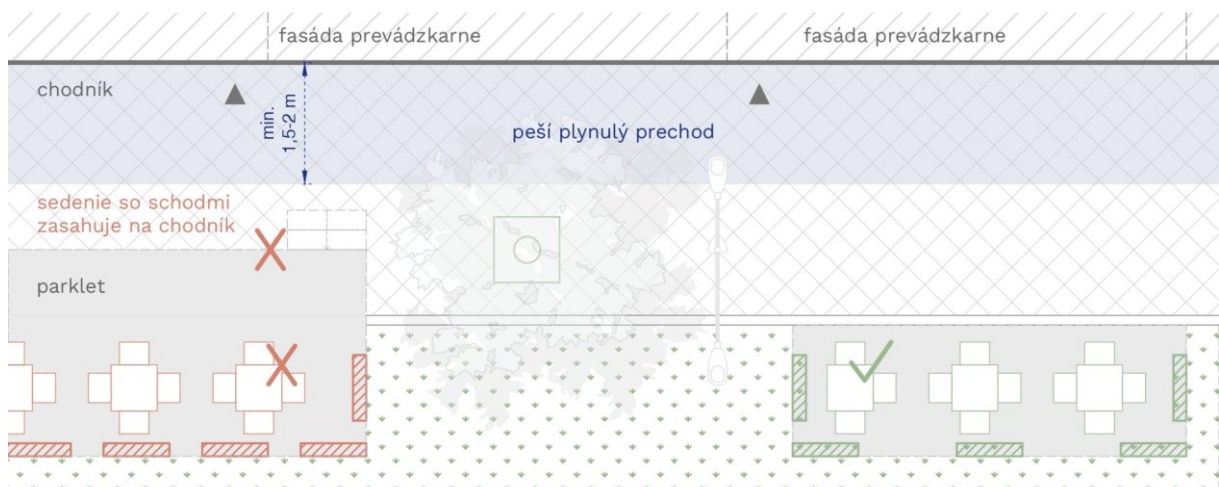 fasáda prevádzkarne
fasáda prevádzkarne
chodník
min.
1,5-2 m
peší plynulý prechod
sedenie so schodmi
zasahuje na chodník
parklet